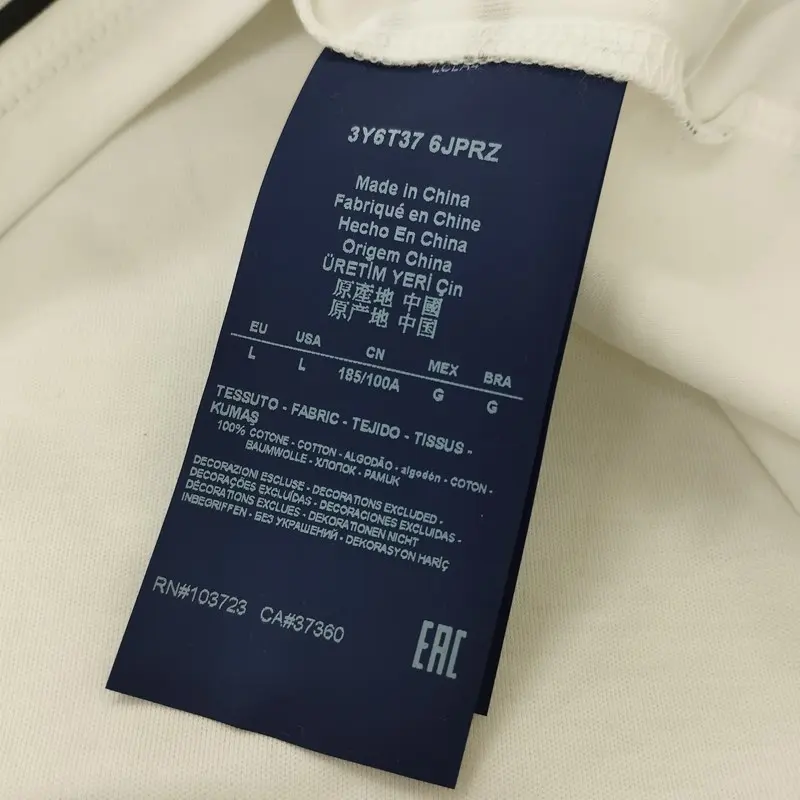 3Y6T37 6JPRZ
Made in China
Fabriqué en Chine
Hecho En China
Origem China
ÜRETİM YERİ Çin
原產地 中國
原产地 中国
EU USA CN MEX BRA
L L 185/100A G G
TESSUTO - FABRIC - TEJIDO - TISSUS -
KUMAŞ
100% COTONE - COTTON - ALGODÃO - algodón - COTON -
BAUMWOLLE - ХЛОПОК - PAMUK
DECORAZIONI ESCLUSE - DECORATIONS EXCLUDED -
DECORAÇÕES EXCLUÍDAS - DECORACIONES EXCLUIDAS -
DÉCORATIONS EXCLUES - DEKORATIONEN NICHT
INBEGRIFFEN - БЕЗ УКРАШЕНИЙ - DEKORASYON HARİÇ
RN#103723 CA#37360
EAC